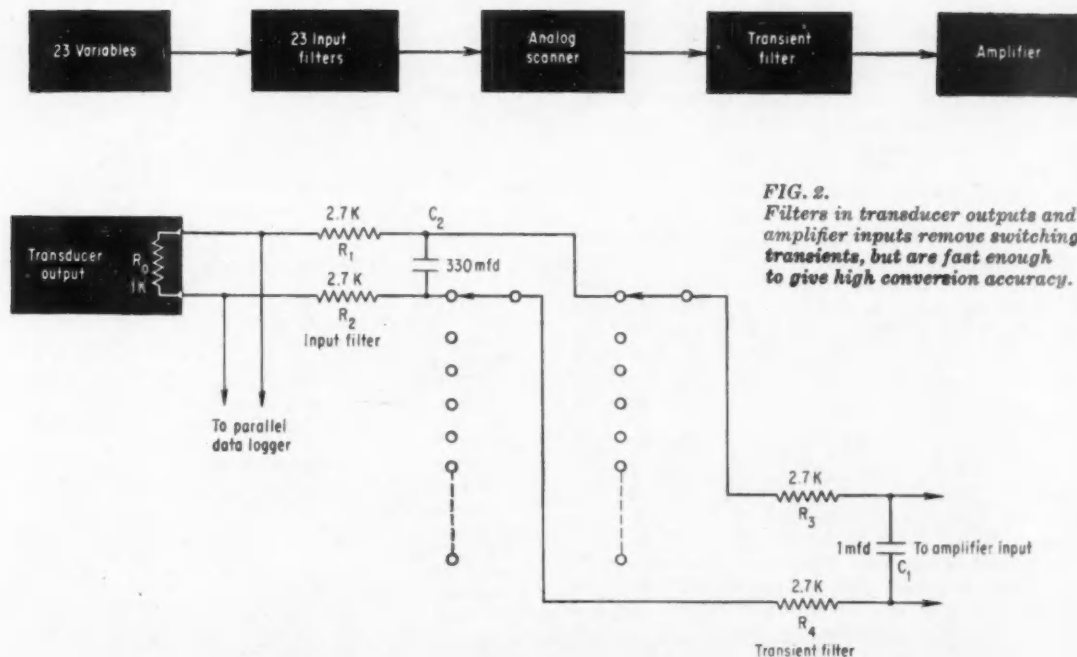 23 Variables
23 Input
filters
Analog
scanner
Transient
filter
Amplifier
FIG. 2.
Filters in transducer outputs and
amplifier inputs remove switching
transients, but are fast enough
to give high conversion accuracy.
Transducer
output
R₀
1K
2.7 K
R₁
C₂
330 mfd
2.7 K
R₂
Input filter
To parallel
data logger
2.7 K
R₃
1 mfd
To amplifier input
C₁
2.7 K
R₄
Transient filter